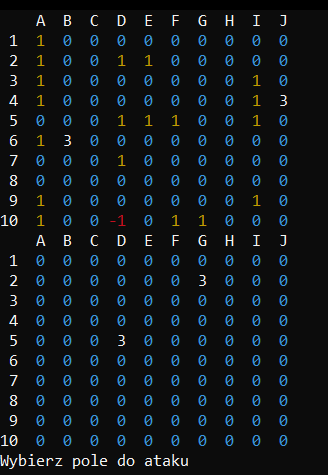 A B C D E F G H I J
1 1 0 0 0 0 0 0 0 0 0
2 1 0 0 1 1 0 0 0 0 0
3 1 0 0 0 0 0 0 0 1 0
4 1 0 0 0 0 0 0 0 1 3
5 0 0 0 1 1 1 0 0 1 0
6 1 3 0 0 0 0 0 0 0 0
7 0 0 0 1 0 0 0 0 0 0
8 0 0 0 0 0 0 0 0 0 0
9 1 0 0 0 0 0 0 0 1 0
10 1 0 0 -1 0 1 1 0 0 0
A B C D E F G H I J
1 0 0 0 0 0 0 0 0 0 0
2 0 0 0 0 0 0 3 0 0 0
3 0 0 0 0 0 0 0 0 0 0
4 0 0 0 0 0 0 0 0 0 0
5 0 0 0 3 0 0 0 0 0 0
6 0 0 0 0 0 0 0 0 0 0
7 0 0 0 0 0 0 0 0 0 0
8 0 0 0 0 0 0 0 0 0 0
9 0 0 0 0 0 0 0 0 0 0
10 0 0 0 0 0 0 0 0 0 0
Wybierz pole do ataku